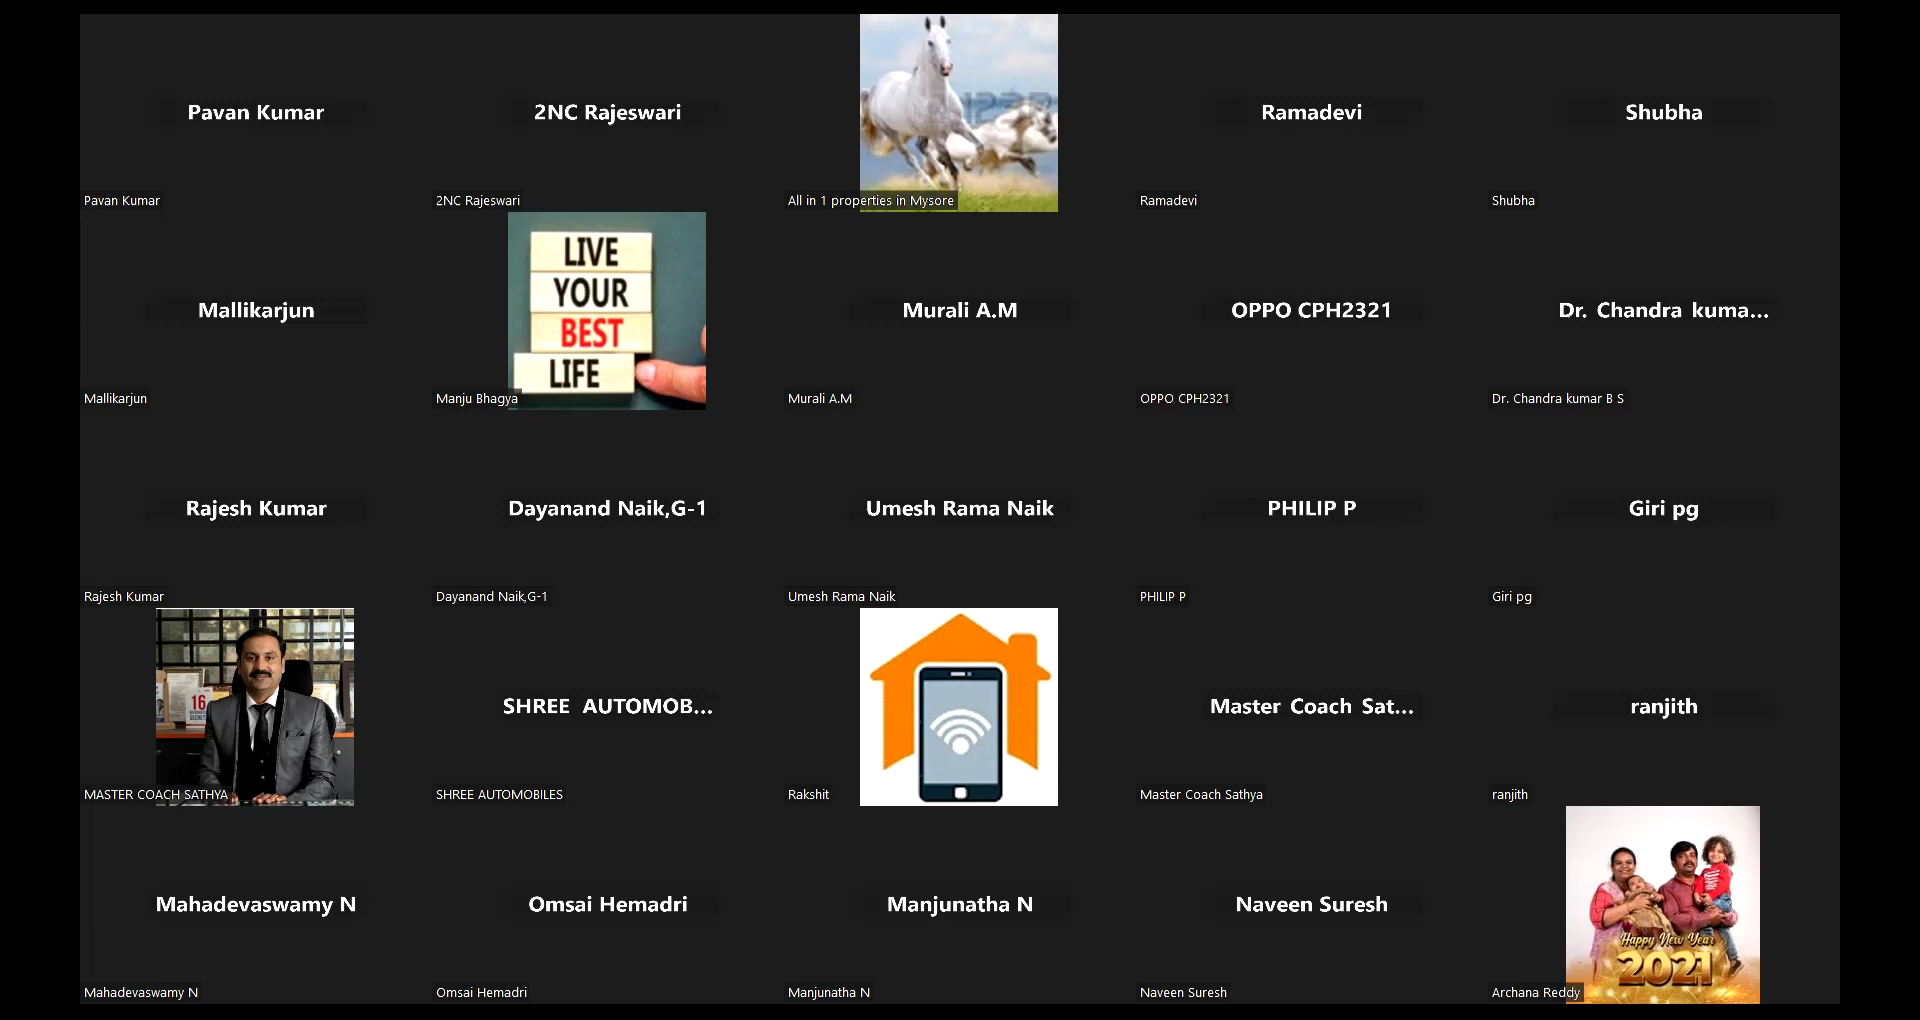 Pavan Kumar
Pavan Kumar
2NC Rajeswari
2NC Rajeswari
All in 1 properties in Mysore
Ramadevi
Ramadevi
Shubha
Shubha
Mallikarjun
Mallikarjun
LIVE
YOUR
BEST
LIFE
Manju Bhagya
Murali A.M
Murali A.M
OPPO CPH2321
OPPO CPH2321
Dr. Chandra kuma...
Dr. Chandra kumar B S
Rajesh Kumar
Rajesh Kumar
Dayanand Naik,G-1
Dayanand Naik,G-1
Umesh Rama Naik
Umesh Rama Naik
PHILIP P
PHILIP P
Giri pg
Giri pg
16
MASTER COACH SATHYA
SHREE AUTOMOB...
SHREE AUTOMOBILES
Rakshit
Master Coach Sat...
Master Coach Sathya
ranjith
ranjith
Mahadevaswamy N
Mahadevaswamy N
Omsai Hemadri
Omsai Hemadri
Manjunatha N
Manjunatha N
Naveen Suresh
Naveen Suresh
Happy New Year
2021
Archana Reddy